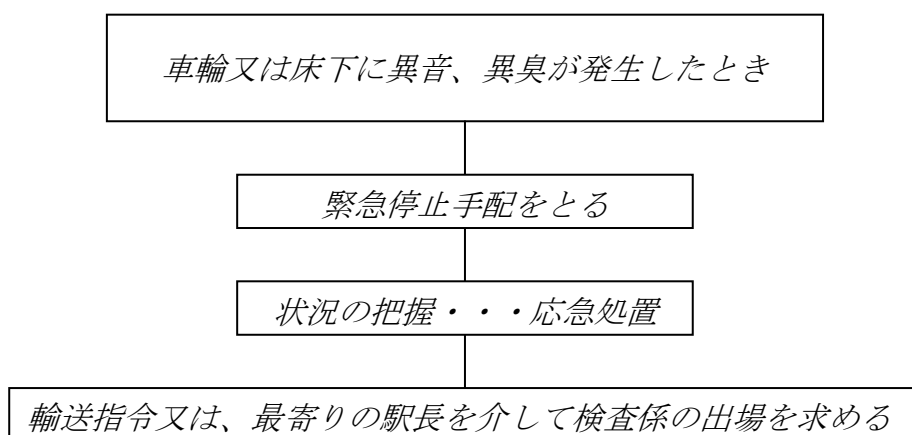 車輪又は床下に異音、異臭が発生したとき
緊急停止手配をとる
状況の把握・・・応急処置
輸送指令又は、最寄りの駅長を介して検査係の出場を求める